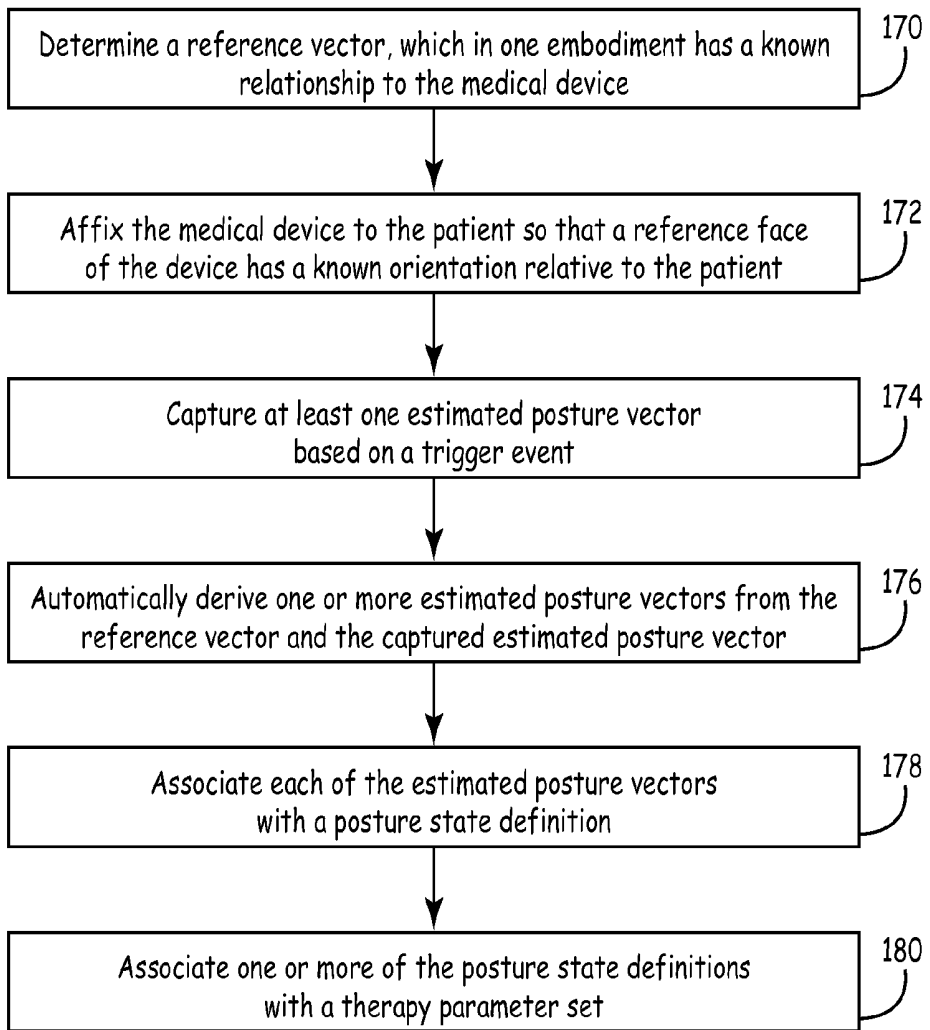 Determine a reference vector, which in one embodiment has a known
relationship to the medical device
170
Affix the medical device to the patient so that a reference face
of the device has a known orientation relative to the patient
172
Capture at least one estimated posture vector
based on a trigger event
174
Automatically derive one or more estimated posture vectors from the
reference vector and the captured estimated posture vector
176
Associate each of the estimated posture vectors
with a posture state definition
178
Associate one or more of the posture state definitions
with a therapy parameter set
180